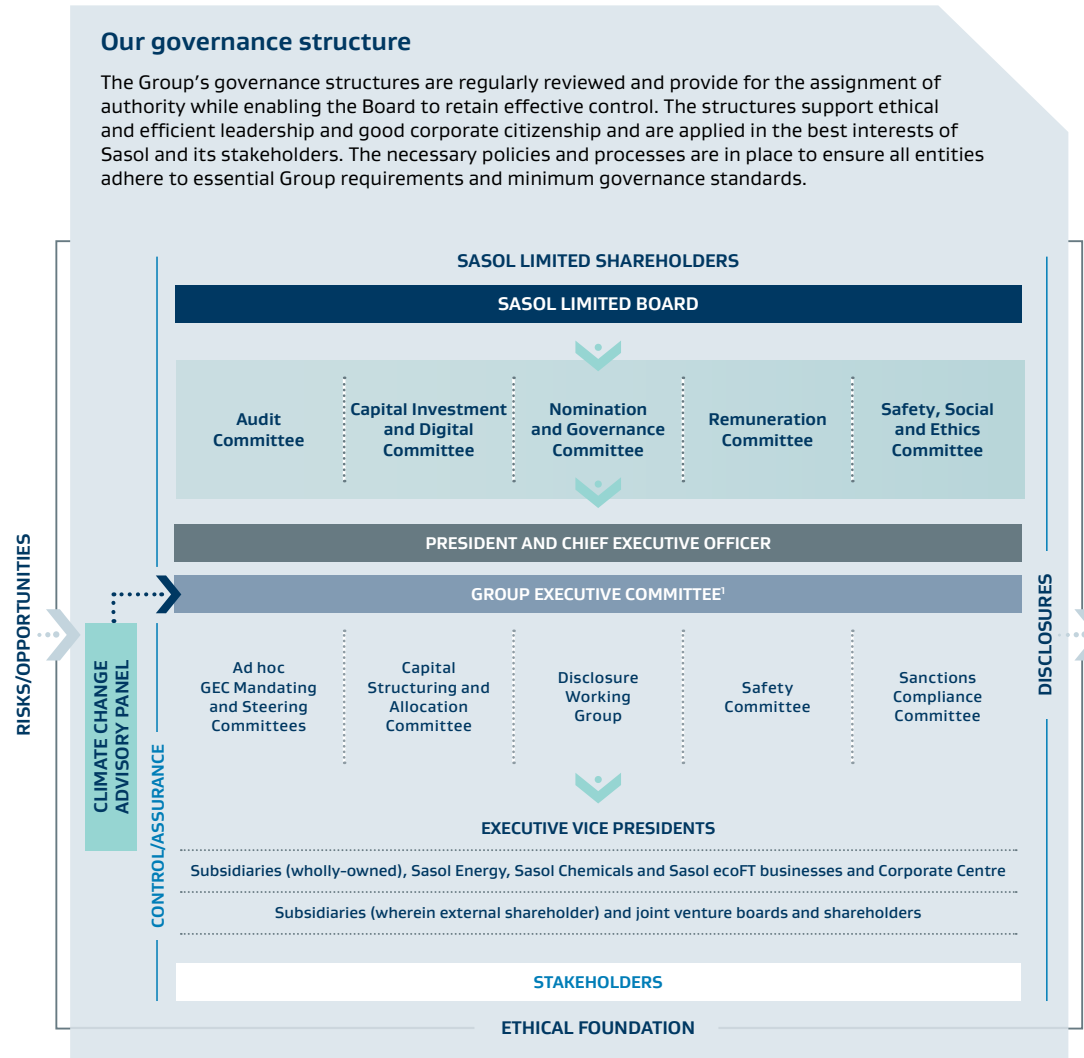 Our governance structure
The Group's governance structures are regularly reviewed and provide for the assignment of
authority while enabling the Board to retain effective control. The structures support ethical
and efficient leadership and good corporate citizenship and are applied in the best interests of
Sasol and its stakeholders. The necessary policies and processes are in place to ensure all entities
adhere to essential Group requirements and minimum governance standards.
SASOL LIMITED SHAREHOLDERS
SASOL LIMITED BOARD
Audit
Committee
Capital Investment
and Digital
Committee
Nomination
and Governance
Committee
Remuneration
Committee
Safety, Social
and Ethics
Committee
PRESIDENT AND CHIEF EXECUTIVE OFFICER
GROUP EXECUTIVE COMMITTEE¹
RISKS/OPPORTUNITIES
CLIMATE CHANGE
ADVISORY PANEL
CONTROL/ASSURANCE
DISCLOSURES
Ad hoc
GEC Mandating
and Steering
Committees
Capital
Structuring and
Allocation
Committee
Disclosure
Working
Group
Safety
Committee
Sanctions
Compliance
Committee
EXECUTIVE VICE PRESIDENTS
Subsidiaries (wholly-owned), Sasol Energy, Sasol Chemicals and Sasol ecoFT businesses and Corporate Centre
Subsidiaries (wherein external shareholder) and joint venture boards and shareholders
STAKEHOLDERS
ETHICAL FOUNDATION